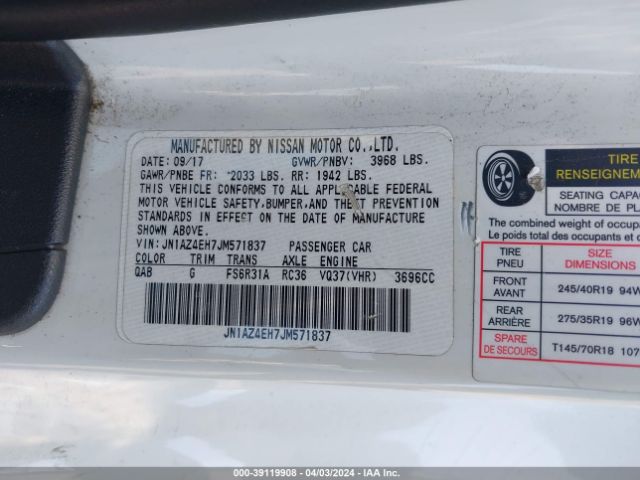 MANUFACTURED BY NISSAN MOTOR CO.,LTD.
DATE: 09/17 GVWR/PNBV: 3968 LBS.
GAWR/PNBE FR: 2033 LBS. RR: 1942 LBS.
THIS VEHICLE CONFORMS TO ALL APPLICABLE FEDERAL
MOTOR VEHICLE SAFETY, BUMPER, AND THEFT PREVENTION
STANDARDS IN EFFECT ON THE DATE OF MANUFACTURE
SHOWN ABOVE.
VIN: JN1AZ4EH7JM571837 PASSENGER CAR
COLOR TRIM TRANS AXLE ENGINE
QAB G FS6R31A RC36 VQ37(VHR) 3696CC
JN1AZ4EH7JM571837
TIRE
RENSEIGNEMEN
SEATING CAPAC
NOMBRE DE PL
The combined weight of occupa
Le poids total des occupants et c
TIRE PNEU SIZE DIMENSIONS
FRONT AVANT 245/40R19 94W
REAR ARRIÈRE 275/35R19 96W
SPARE DE SECOURS T145/70R18 107
000-39119908 - 04/03/2024 - IAA Inc.